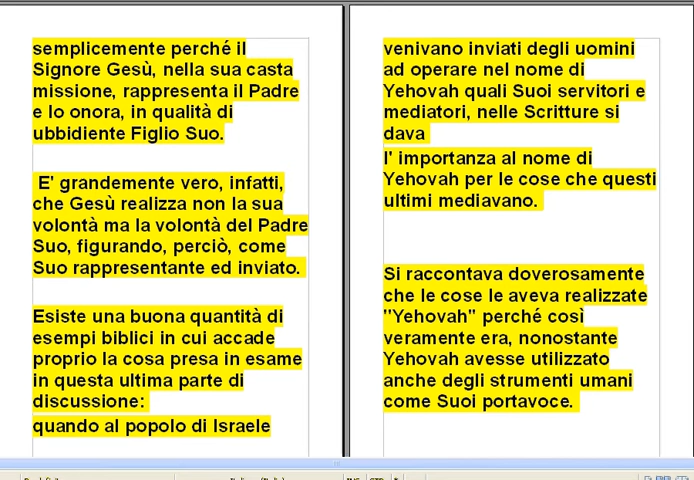 semplicemente perché il
Signore Gesù, nella sua casta
missione, rappresenta il Padre
e lo onora, in qualità di
ubbidiente Figlio Suo.
E' grandemente vero, infatti,
che Gesù realizza non la sua
volontà ma la volontà del Padre
Suo, figurando, perciò, come
Suo rappresentante ed inviato.
Esiste una buona quantità di
esempi biblici in cui accade
proprio la cosa presa in esame
in questa ultima parte di
discussione:
quando al popolo di Israele
venivano inviati degli uomini
ad operare nel nome di
Yehovah quali Suoi servitori e
mediatori, nelle Scritture si
dava
l' importanza al nome di
Yehovah per le cose che questi
ultimi mediavano.
Si raccontava doverosamente
che le cose le aveva realizzate
"Yehovah" perché così
veramente era, nonostante
Yehovah avesse utilizzato
anche degli strumenti umani
come Suoi portavoce.